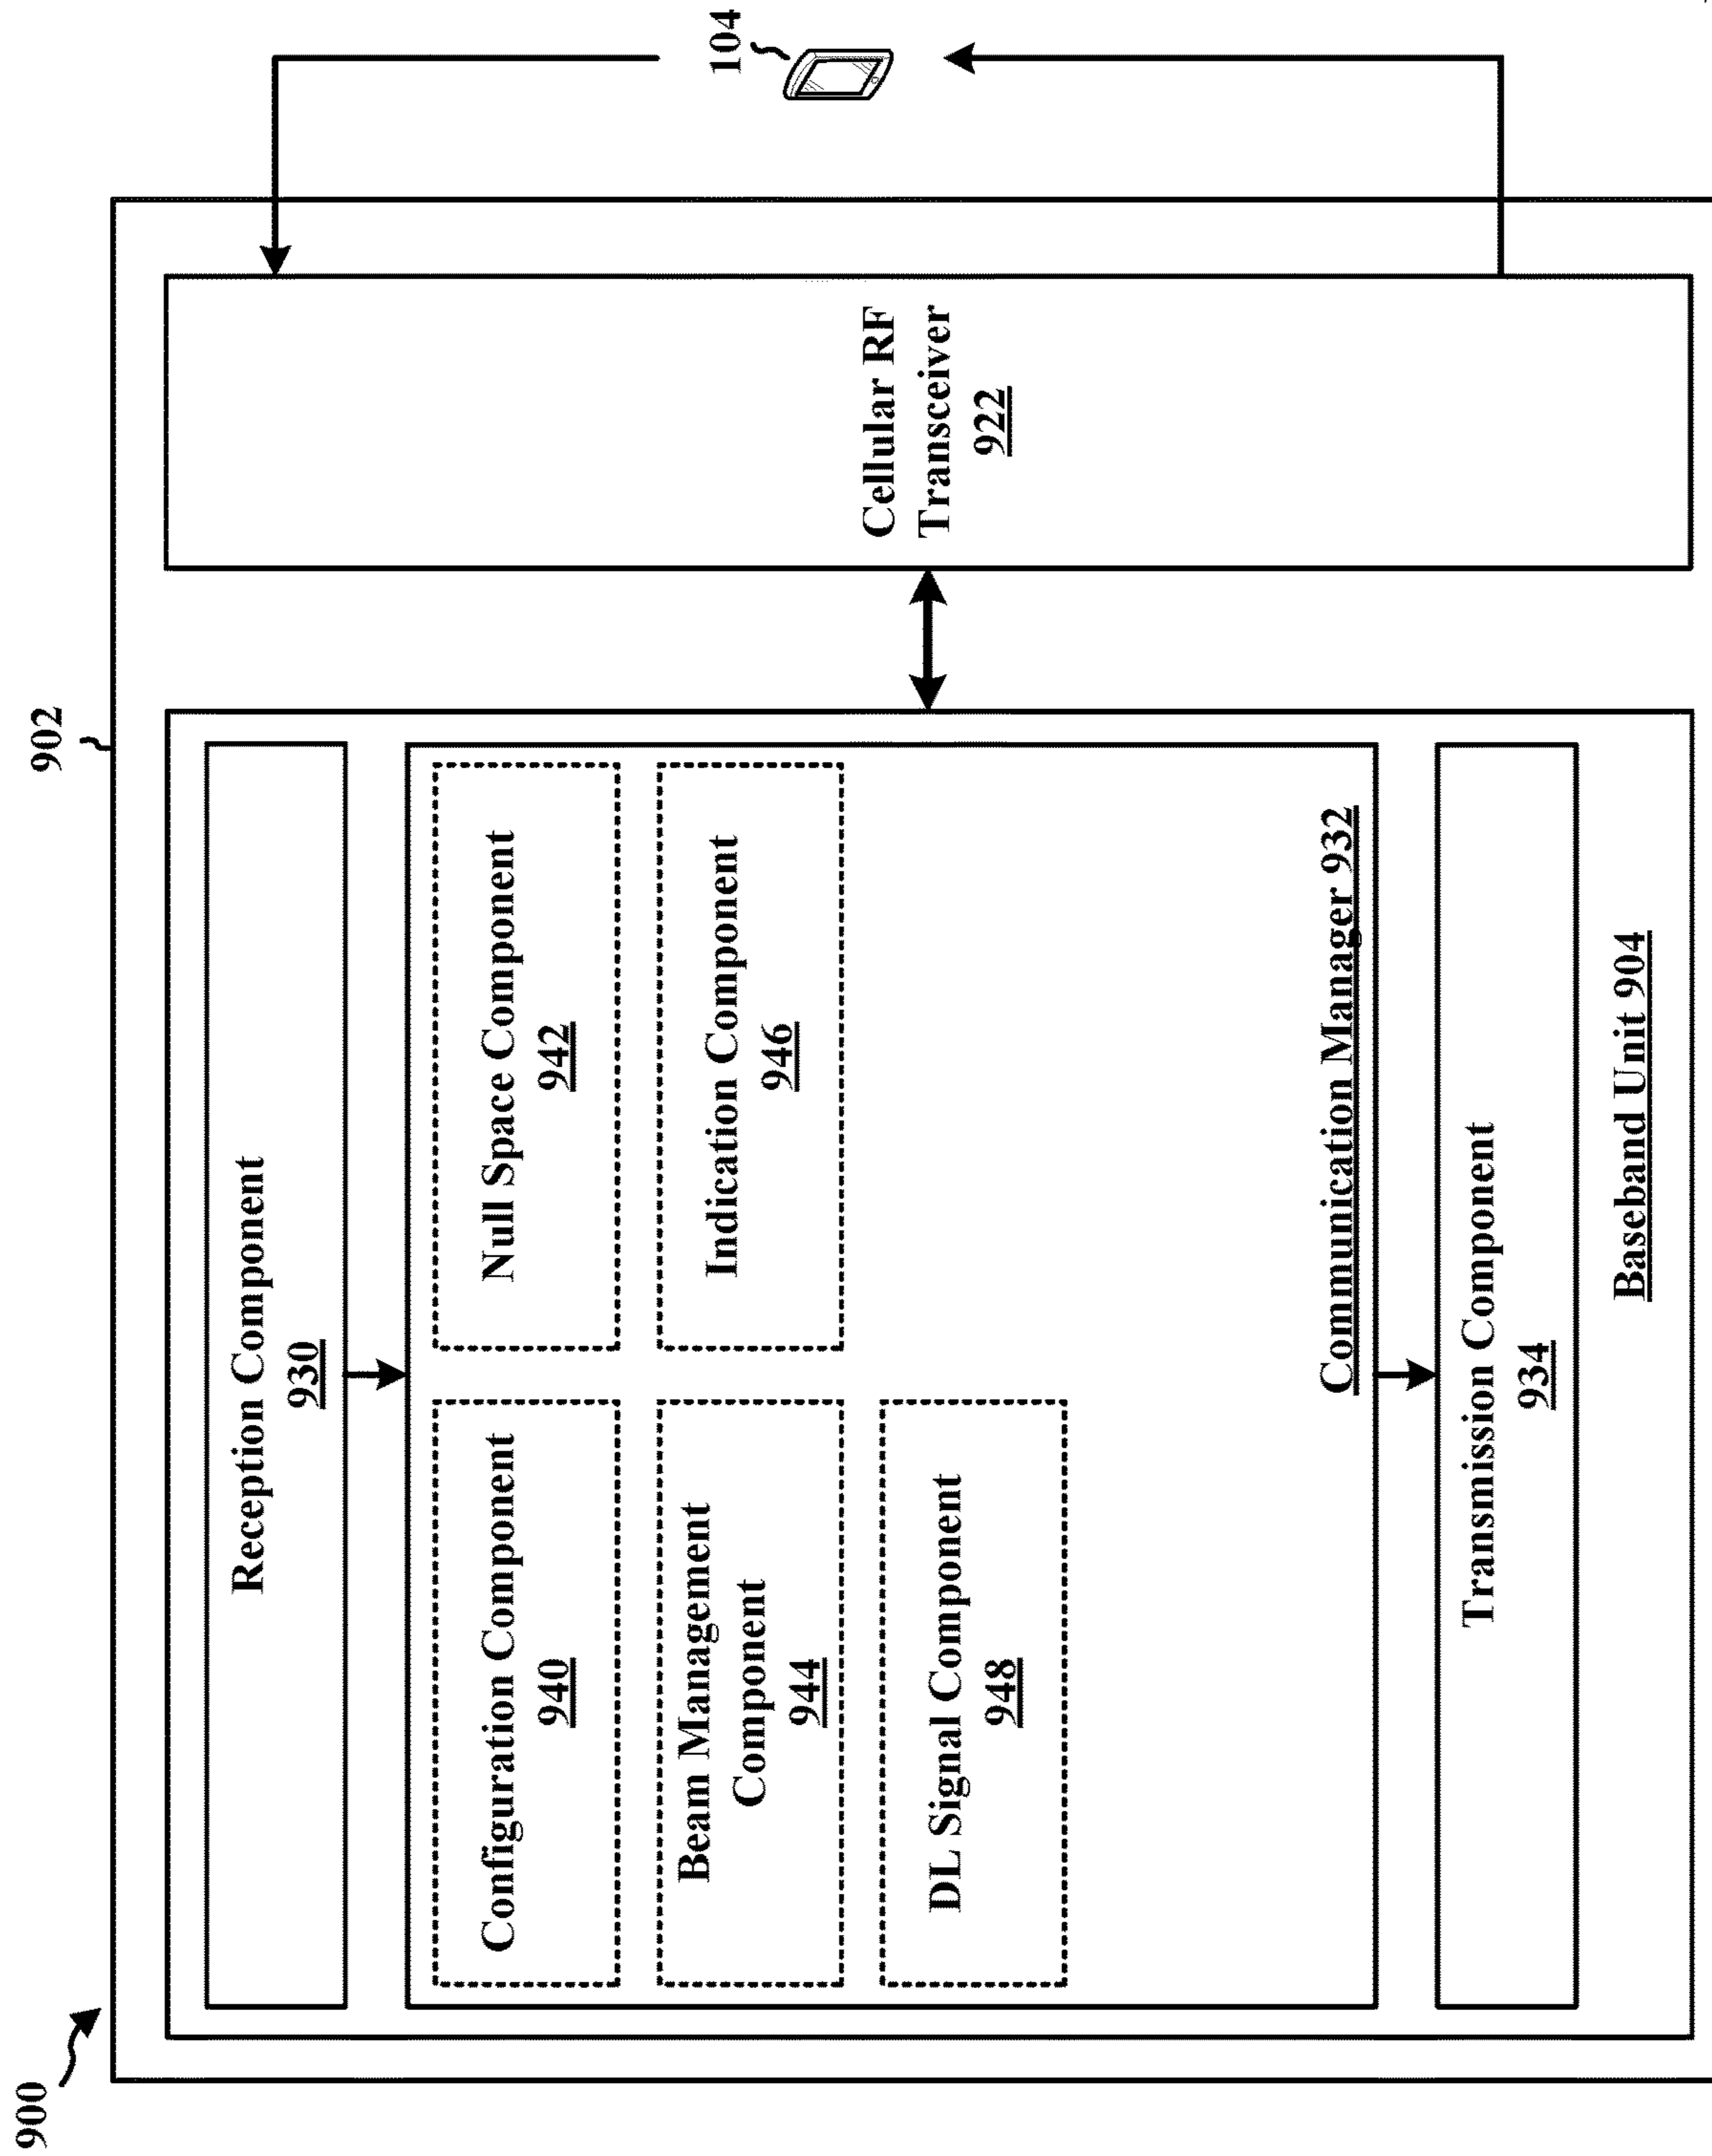 900
902
Reception Component
930
Configuration Component
940
Null Space Component
942
Beam Management
Component
944
Indication Component
946
DL Signal Component
948
Communication Manager 932
Transmission Component
934
Baseband Unit 904
Cellular RF
Transceiver
922
104